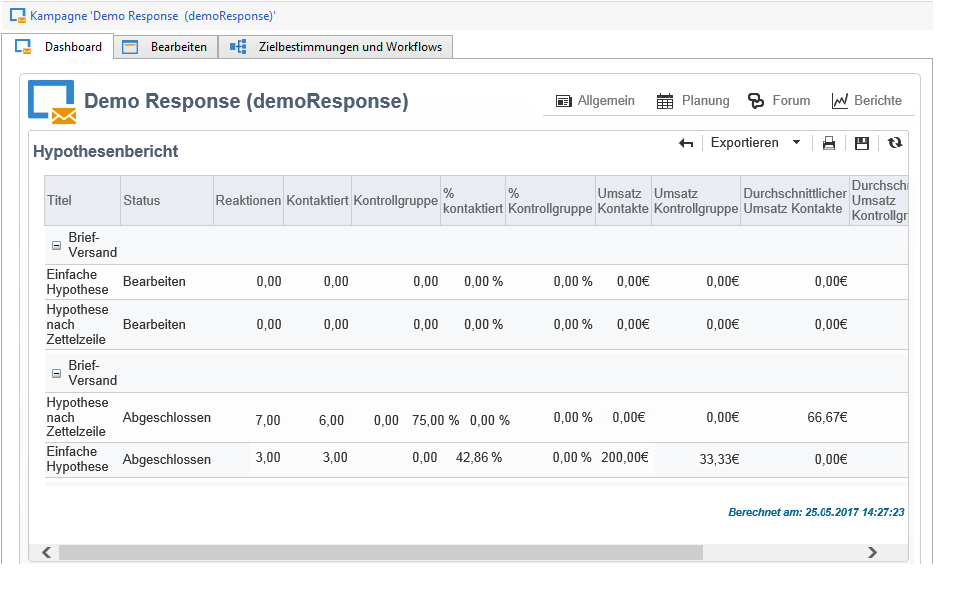 Kampagne 'Demo Response (demoResponse)'
Dashboard Bearbeiten Zielbestimmungen und Workflows
Demo Response (demoResponse) Allgemein Planung Forum Berichte
Exportieren
Hypothesenbericht
Titel Status Reaktionen Kontaktiert Kontrollgruppe % kontaktiert % Kontrollgruppe Umsatz Kontakte Umsatz Kontrollgruppe Durchschnittlicher Umsatz Kontakte Durchschn Umsatz Kontrollgr
Brief-
Versand
Einfache
Hypothese Bearbeiten 0,00 0,00 0,00 0,00 % 0,00 % 0,00€ 0,00€ 0,00€
Hypothese
nach
Zettelzeile Bearbeiten 0,00 0,00 0,00 0,00 % 0,00 % 0,00€ 0,00€ 0,00€
Brief-
Versand
Hypothese
nach
Zettelzeile Abgeschlossen 7,00 6,00 0,00 75,00 % 0,00 % 0,00 % 0,00€ 0,00€ 66,67€
Einfache
Hypothese Abgeschlossen 3,00 3,00 0,00 42,86 % 0,00 % 200,00€ 33,33€ 0,00€
Berechnet am: 25.05.2017 14:27:23